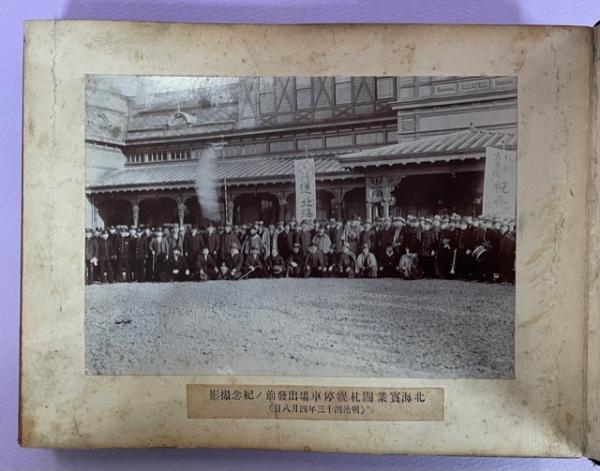 祝
北海實業團札幌停車場出發前ノ紀念撮影
（明治四十三年四月八日）